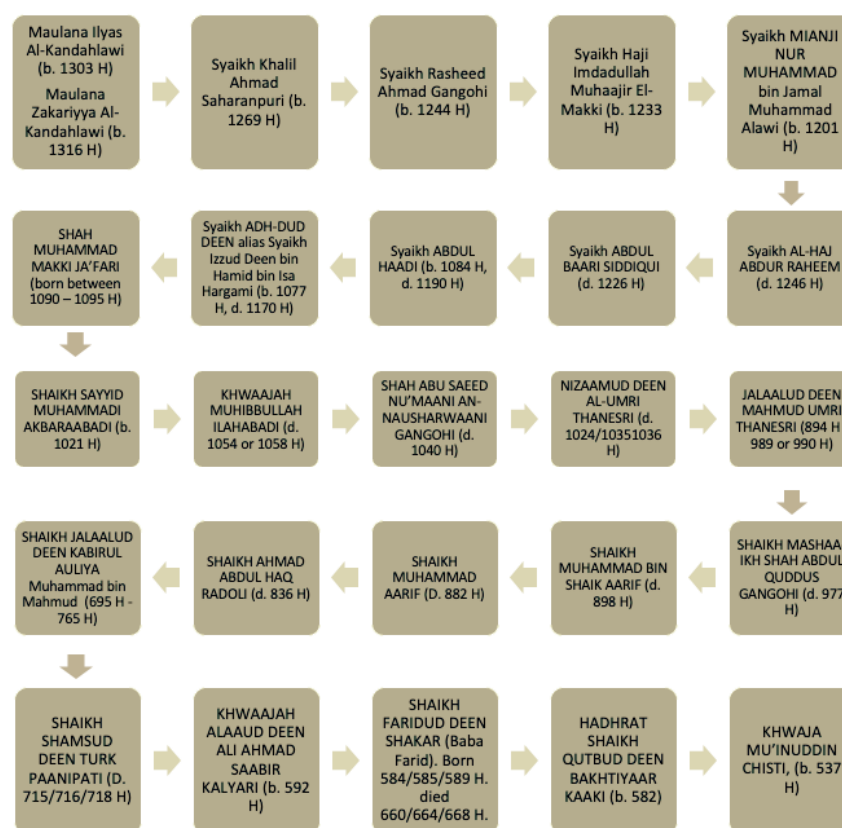 Maulana Ilyas
Al-Kandahlawi
(b. 1303 H)
Maulana
Zakariyya Al-
Kandahlawi (b.
1316 H)
Syaikh Khalil
Ahmad
Saharanpuri (b.
1269 H)
Syaikh Rasheed
Ahmad Gangohi
(b. 1244 H)
Syaikh Haji
Imdadullah
Muhaajir El-
Makki (b. 1233
H)
Syaikh MIANJI
NUR
MUHAMMAD
bin Jamal
Muhammad
Alawi (b. 1201
H)
SHAH
MUHAMMAD
MAKKI JA’FARI
(born between
1090 – 1095 H)
Syaikh ADH-DUD
DEEN alias Syaikh
Izzud Deen bin
Hamid bin Isa
Hargami (b. 1077
H, d. 1170 H)
Syaikh ABDUL
HAADI (b. 1084 H,
d. 1190 H)
Syaikh ABDUL
BAARI SIDDIQUI
(d. 1226 H)
Syaikh AL-HAJ
ABDUR RAHEEM
(d. 1246 H)
SHAIKH SAYYID
MUHAMMADI
AKBARAABADI (b.
1021 H)
KHWAAJAH
MUHIBBULLAH
ILAHABADI (d.
1054 or 1058 H)
SHAH ABU SAEED
NU’MAANI AN-
NAUSHARWAANI
GANGOHI (d.
1040 H)
NIZAAMUD DEEN
AL-UMRI
THANESRI (d.
1024/10351036
H)
JALAALUD DEEN
MAHMUD UMRI
THANESRI (894 H
989 or 990 H)
SHAIKH JALAALUD
DEEN KABIRUL
AULIYA
Muhammad bin
Mahmud (695 H -
765 H)
SHAIKH AHMAD
ABDUL HAQ
RADOLI (d. 836 H)
SHAIKH
MUHAMMAD
AARIF (D. 882 H)
SHAIKH
MUHAMMAD BIN
SHAIK AARIF (d.
898 H)
SHAIKH MASHAA
IKH SHAH ABDUL
QUDDUS
GANGOHI (d. 977
H)
SHAIKH
SHAMSUD
DEEN TURK
PAANIPATI (D.
715/716/718 H)
KHWAAJAH
ALAAUD DEEN
ALI AHMAD
SAABIR
KALYARI (b. 592
H)
SHAIKH
FARIDUD DEEN
SHAKAR (Baba
Farid). Born
584/585/589 H.
died
660/664/668 H.
HADHRAT
SHAIKH
QUTBUD DEEN
BAKHTIYAAR
KAAKI (b. 582)
KHWAJA
MU’INUDDIN
CHISTI, (b. 537
H)